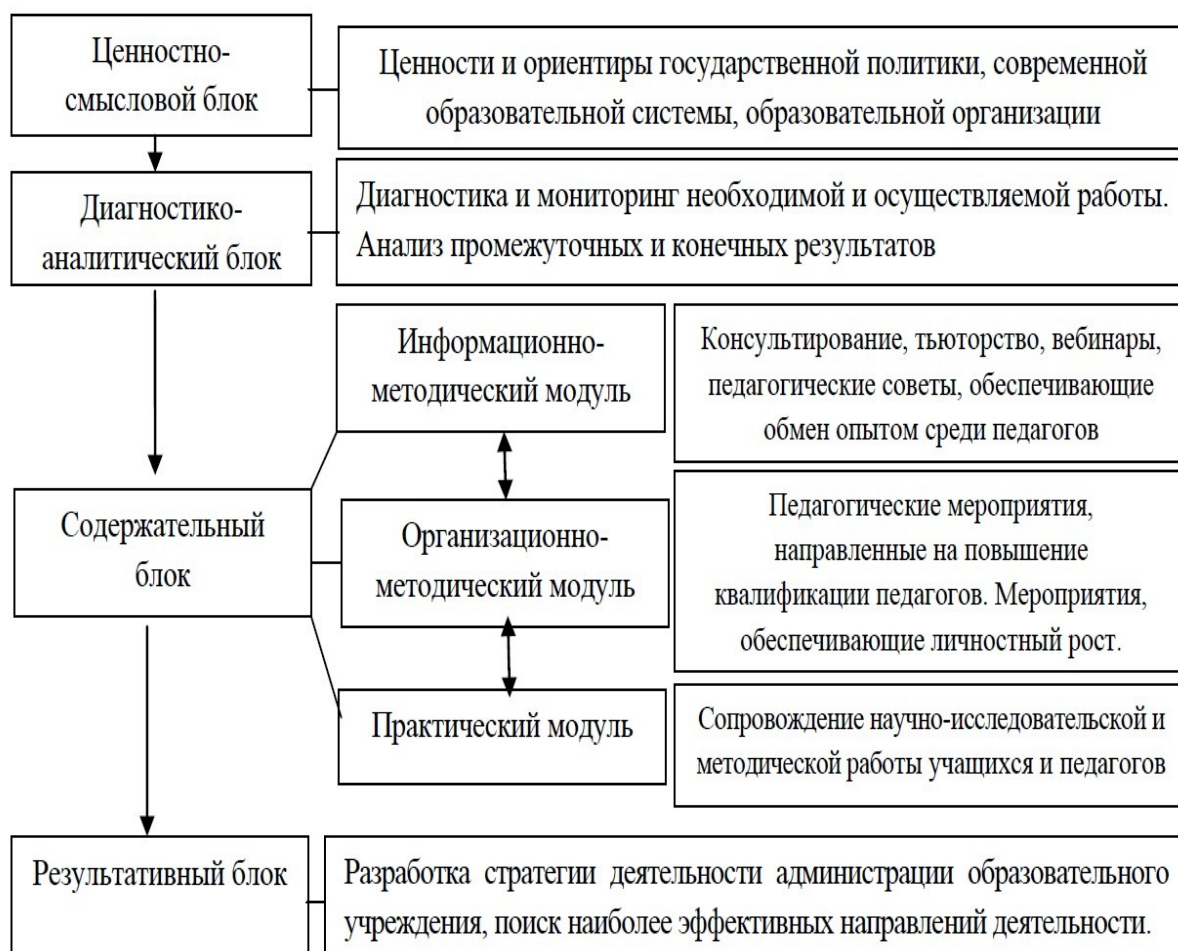 Ценностно-
смысловой блок
Ценности и ориентиры государственной политики, современной
образовательной системы, образовательной организации
Диагностико-
аналитический блок
Диагностика и мониторинг необходимой и осуществляемой работы.
Анализ промежуточных и конечных результатов
Содержательный
блок
Информационно-
методический модуль
Консультирование, тьюторство, вебинары,
педагогические советы, обеспечивающие
обмен опытом среди педагогов
Организационно-
методический модуль
Педагогические мероприятия,
направленные на повышение
квалификации педагогов. Мероприятия,
обеспечивающие личностный рост.
Практический модуль
Сопровождение научно-исследовательской и
методической работы учащихся и педагогов
Результативный блок
Разработка стратегии деятельности администрации образовательного
учреждения, поиск наиболее эффективных направлений деятельности.